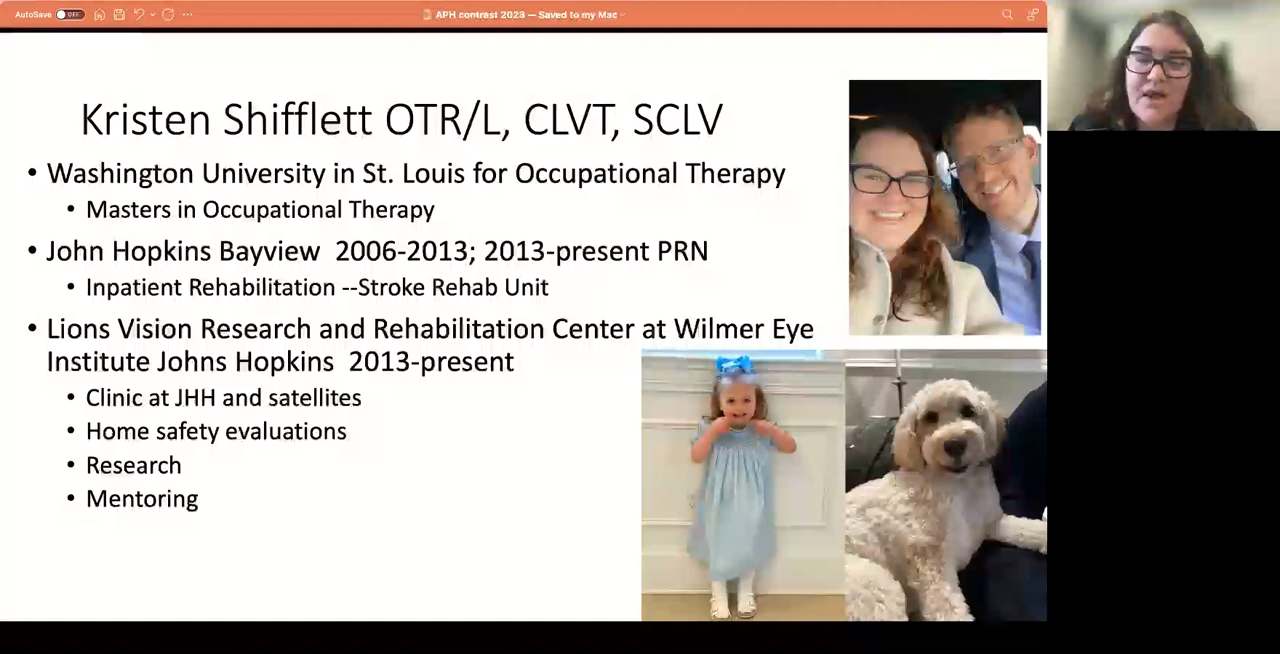 AutoSave OFF
APH contrast 2023 — Saved to my Mac
Kristen Shifflett OTR/L, CLVT, SCLV
• Washington University in St. Louis for Occupational Therapy
• Masters in Occupational Therapy
• John Hopkins Bayview 2006-2013; 2013-present PRN
• Inpatient Rehabilitation --Stroke Rehab Unit
• Lions Vision Research and Rehabilitation Center at Wilmer Eye
Institute Johns Hopkins 2013-present
• Clinic at JHH and satellites
• Home safety evaluations
• Research
• Mentoring